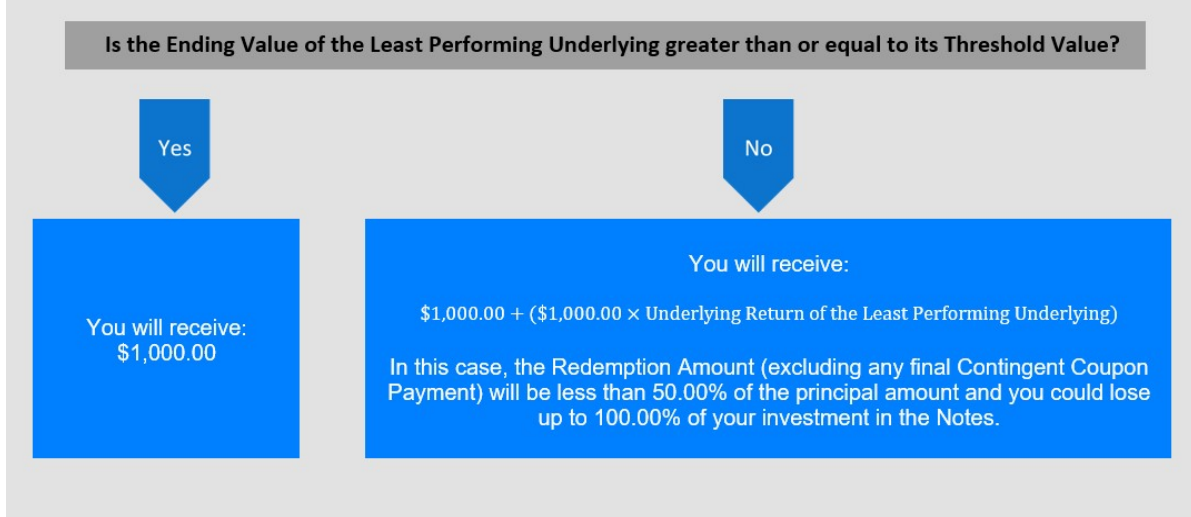 Is the Ending Value of the Least Performing Underlying greater than or equal to its Threshold Value?
Yes
No
You will receive:
$1,000.00
You will receive:
$1,000.00 + ($1,000.00 × Underlying Return of the Least Performing Underlying)
In this case, the Redemption Amount (excluding any final Contingent Coupon
Payment) will be less than 50.00% of the principal amount and you could lose
up to 100.00% of your investment in the Notes.